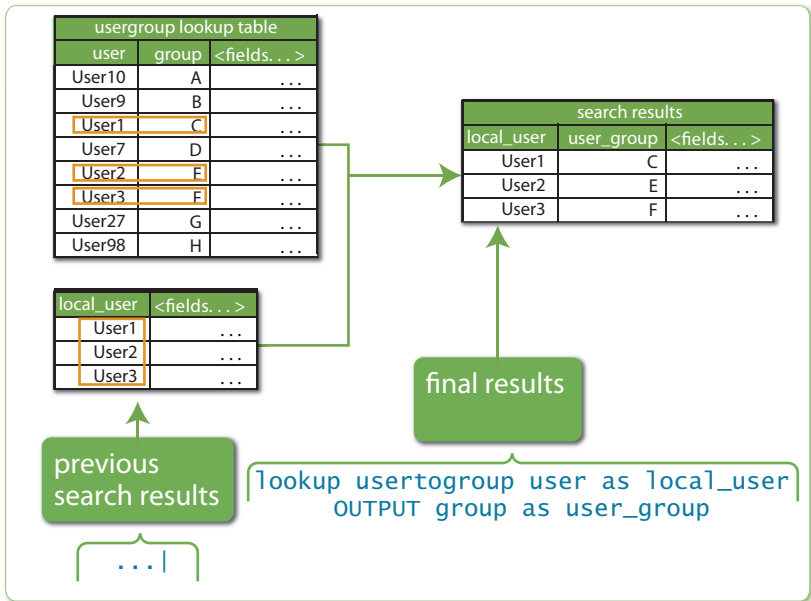 usergroup lookup table
user group <fields. . . >
User10 A ...
User9 B ...
User1 C ...
User7 D ...
User2 E ...
User3 F ...
User27 G ...
User98 H ...
search results
local_user user_group <fields. . . >
User1 C ...
User2 E ...
User3 F ...
local_user <fields. . . >
User1 ...
User2 ...
User3 ...
final results
previous
search results
lookup usertogroup user as local_user
OUTPUT group as user_group
...|